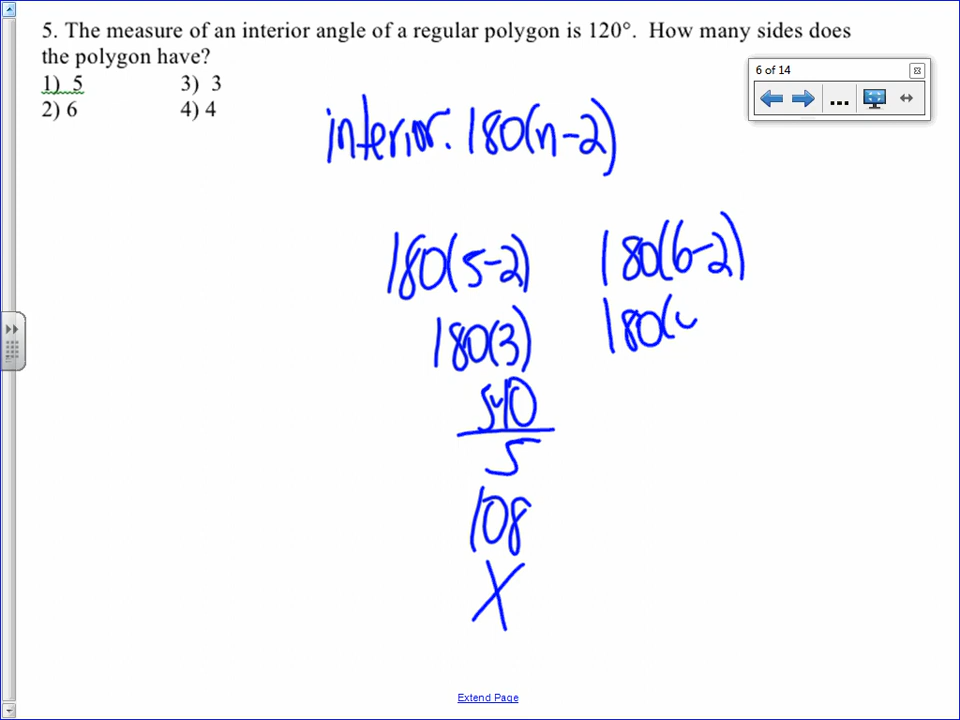 5. The measure of an interior angle of a regular polygon is 120°. How many sides does
the polygon have?
1) 5 3) 3
2) 6 4) 4
6 of 14
...
interior: 180(n-2)
180(5-2) 180(6-2)
180(3) 180(
540
5
108
X
Extend Page